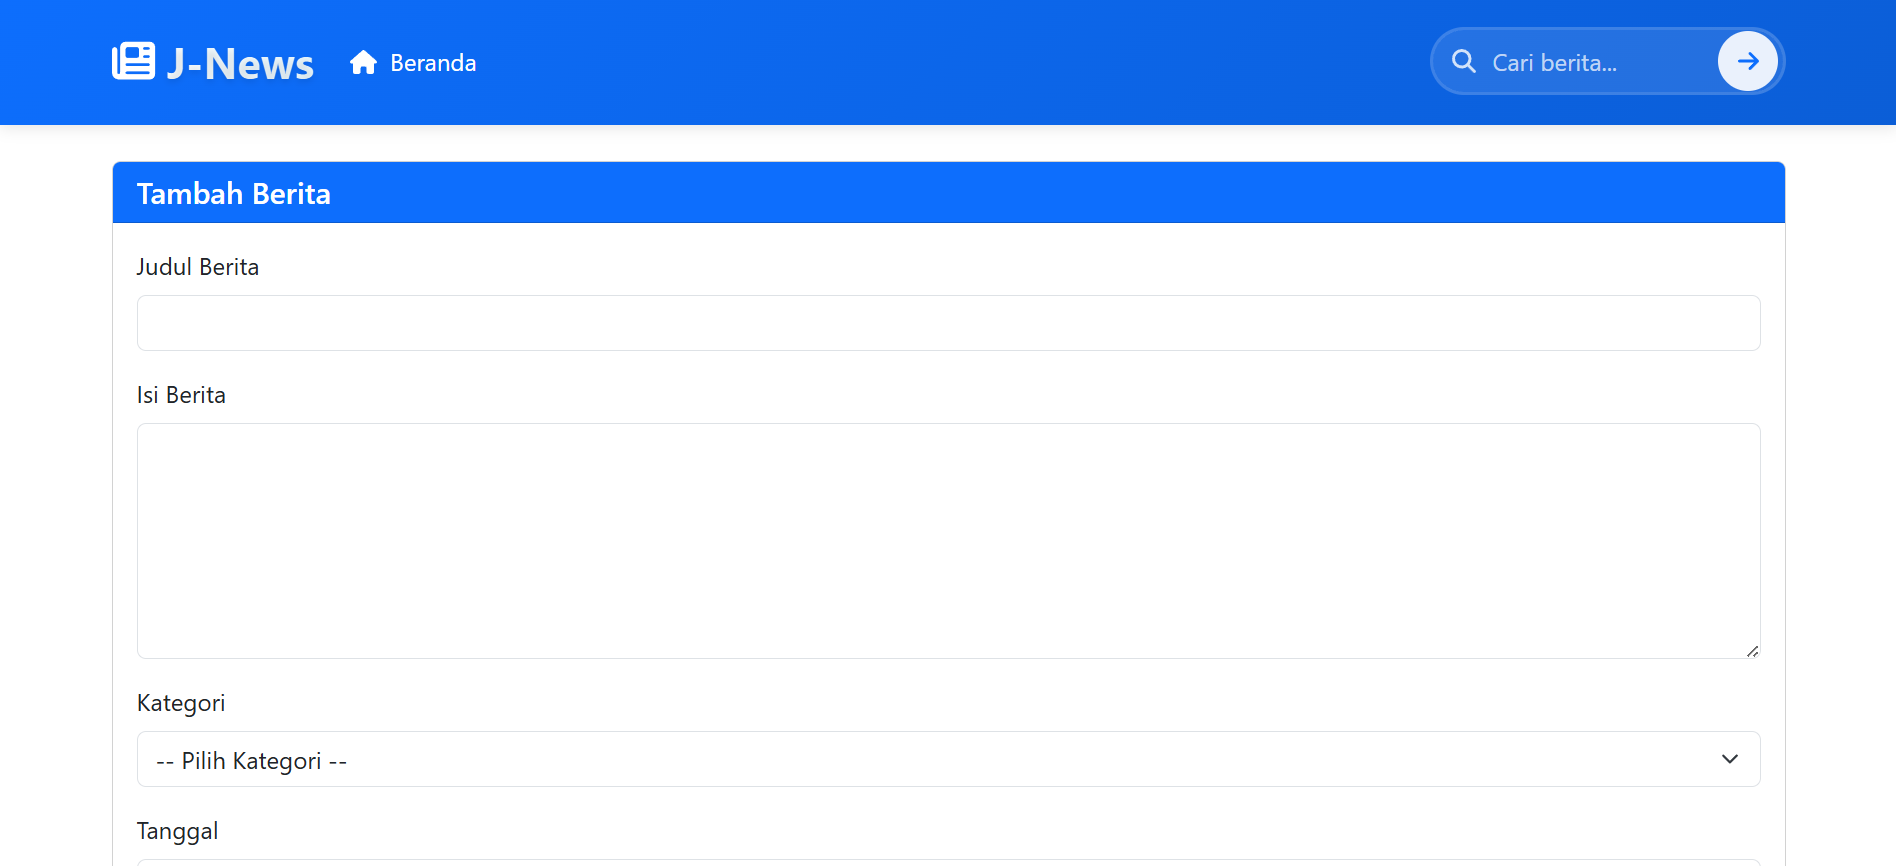 J-News Beranda Cari berita...
Tambah Berita
Judul Berita
Isi Berita
Kategori
-- Pilih Kategori --
Tanggal